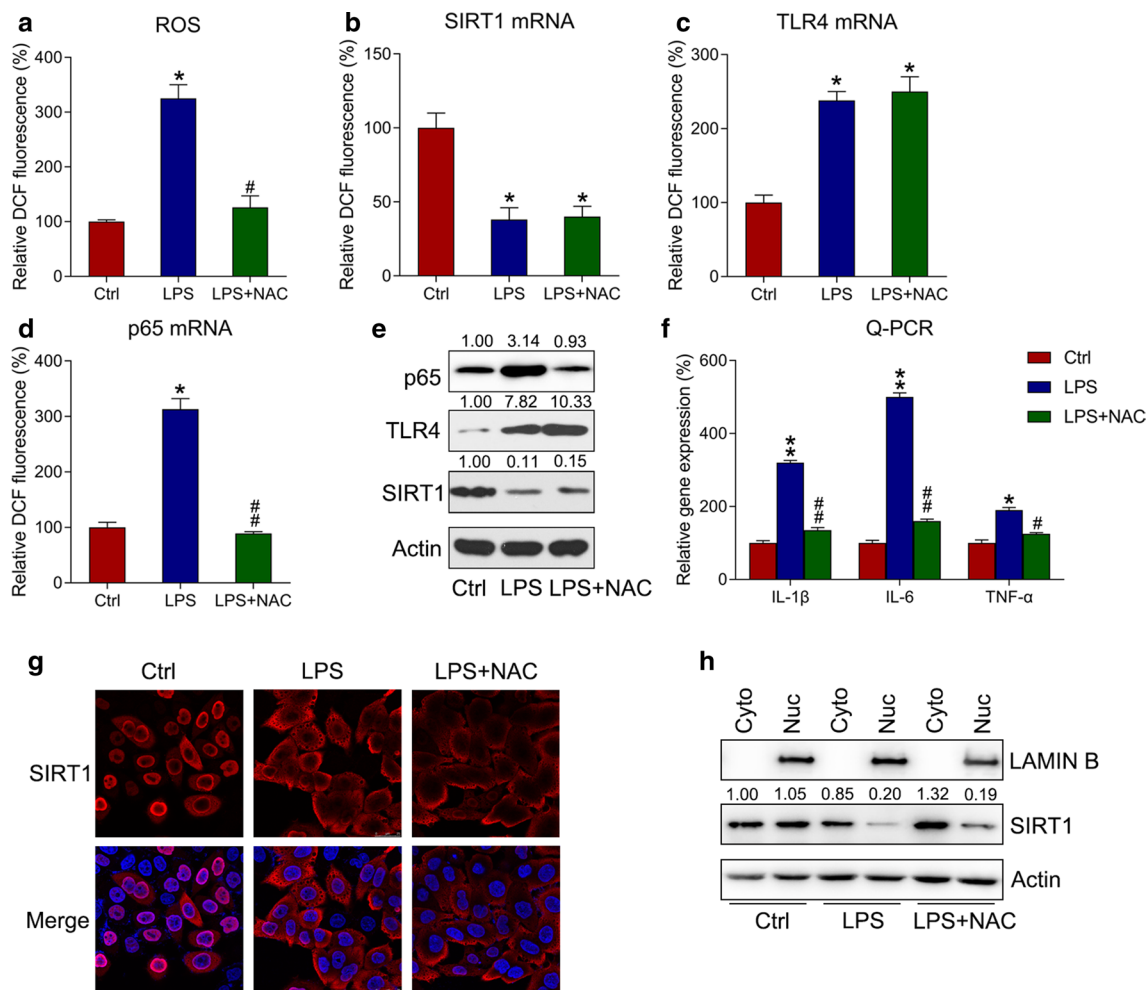 a
ROS
Relative DCF fluorescence (%)
400
300
200
100
0
*
#
Ctrl
LPS
LPS+NAC
b
SIRT1 mRNA
Relative DCF fluorescence (%)
150
100
50
0
*
*
Ctrl
LPS
LPS+NAC
c
TLR4 mRNA
Relative DCF fluorescence (%)
300
200
100
0
*
*
Ctrl
LPS
LPS+NAC
d
p65 mRNA
Relative DCF fluorescence (%)
400
300
200
100
0
*
##
Ctrl
LPS
LPS+NAC
e
1.00 3.14 0.93
p65
1.00 7.82 10.33
TLR4
1.00 0.11 0.15
SIRT1
Actin
Ctrl LPS LPS+NAC
f
Q-PCR
Relative gene expression (%)
600
400
200
0
**
##
**
##
*
#
IL-1β
IL-6
TNF-α
Ctrl
LPS
LPS+NAC
g
Ctrl LPS LPS+NAC
SIRT1
Merge
h
Cyto Nuc Cyto Nuc Cyto Nuc
LAMIN B
1.00 1.05 0.85 0.20 1.32 0.19
SIRT1
Actin
Ctrl LPS LPS+NAC